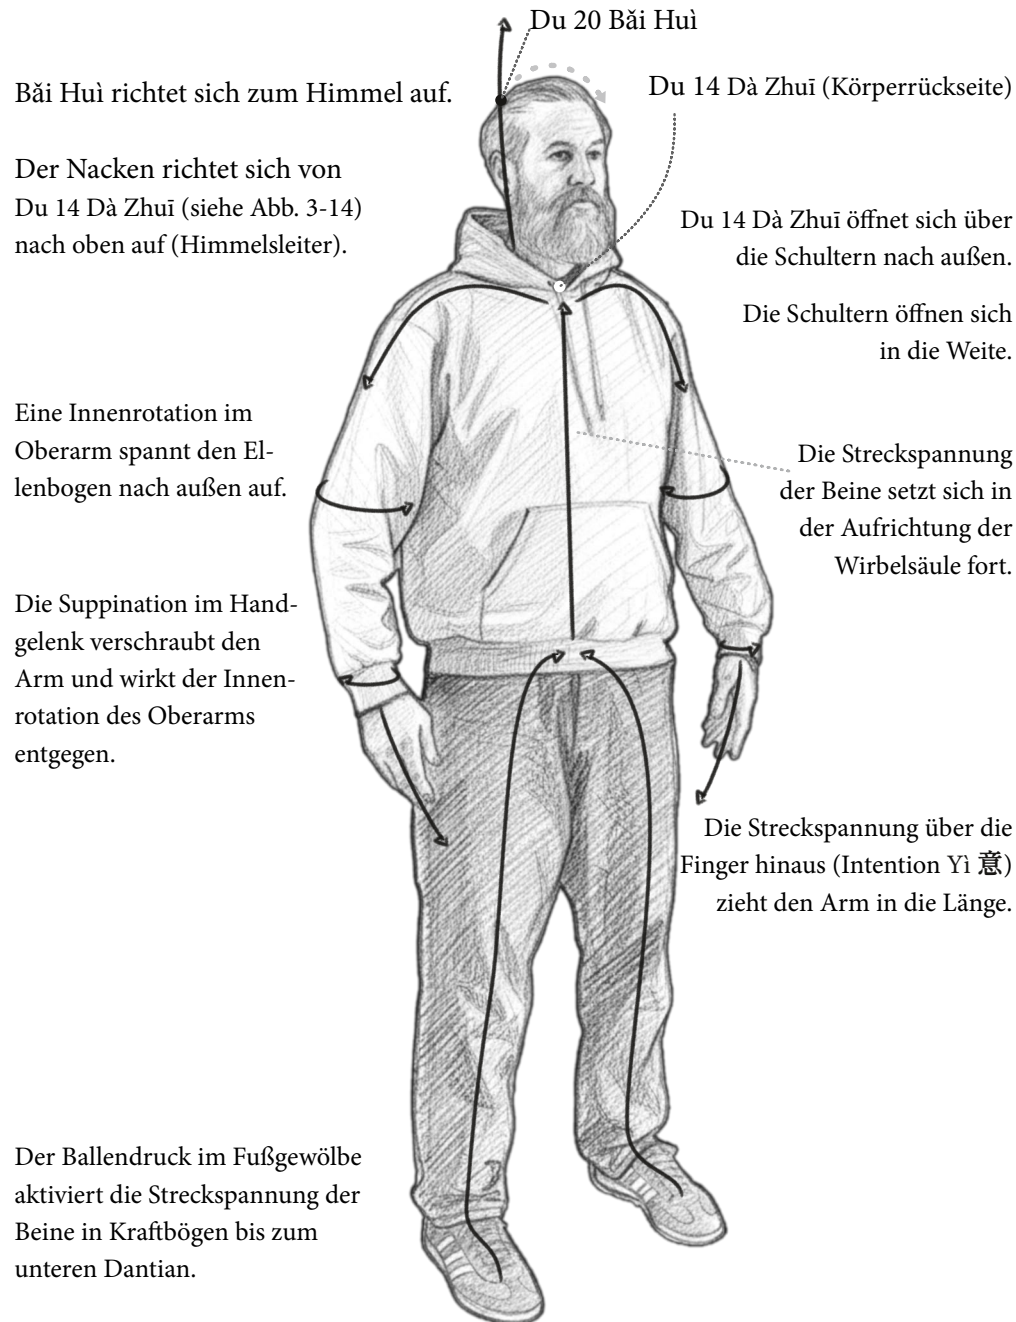 Du 20 Bǎi Huì
Bǎi Huì richtet sich zum Himmel auf.
Du 14 Dà Zhuī (Körperrückseite)
Der Nacken richtet sich von
Du 14 Dà Zhuī (siehe Abb. 3-14)
nach oben auf (Himmelsleiter).
Du 14 Dà Zhuī öffnet sich über
die Schultern nach außen.
Die Schultern öffnen sich
in die Weite.
Eine Innenrotation im
Oberarm spannt den El-
lenbogen nach außen auf.
Die Streckspannung
der Beine setzt sich in
der Aufrichtung der
Wirbelsäule fort.
Die Suppination im Hand-
gelenk verschraubt den
Arm und wirkt der Innen-
rotation des Oberarms
entgegen.
Die Streckspannung über die
Finger hinaus (Intention Yì 意)
zieht den Arm in die Länge.
Der Ballendruck im Fußgewölbe
aktiviert die Streckspannung der
Beine in Kraftbögen bis zum
unteren Dantian.